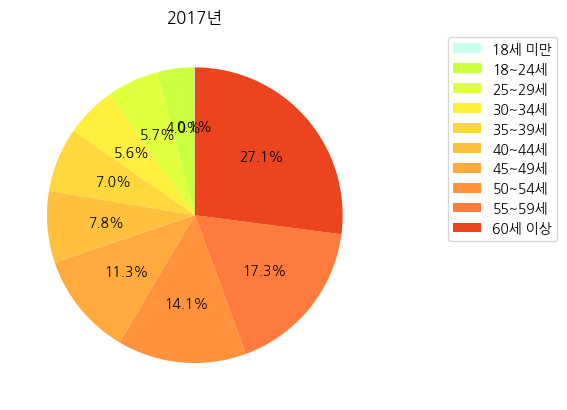 2017년
18세 미만
18~24세
25~29세
30~34세
35~39세
40~44세
45~49세
50~54세
55~59세
60세 이상
4.0%
0.1%
5.7%
27.1%
5.6%
7.0%
7.8%
11.3%
17.3%
14.1%